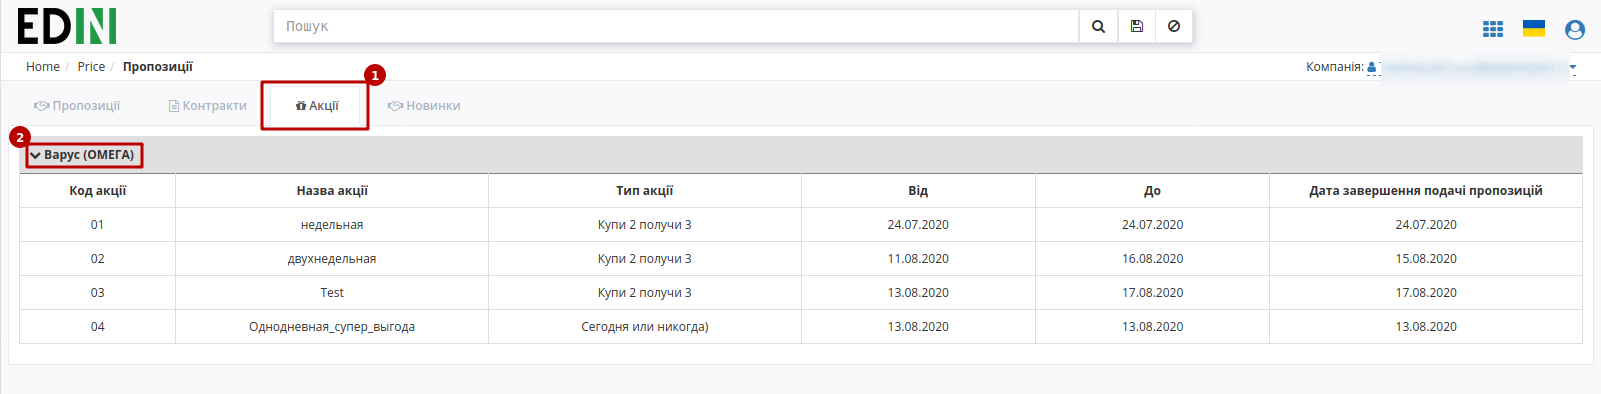 EDIN
Пошук
Home / Price / Пропозиції
Компанія:
1
Пропозиції Контракти Акції Новинки
2
Варус (ОМЕГА)
Код акції Назва акції Тип акції Від До Дата завершення подачі пропозицій
01 недельная Купи 2 получи 3 24.07.2020 24.07.2020 24.07.2020
02 двухнедельная Купи 2 получи 3 11.08.2020 16.08.2020 15.08.2020
03 Test Купи 2 получи 3 13.08.2020 17.08.2020 17.08.2020
04 Однодневная_супер_выгода Сегодня или никогда) 13.08.2020 13.08.2020 13.08.2020